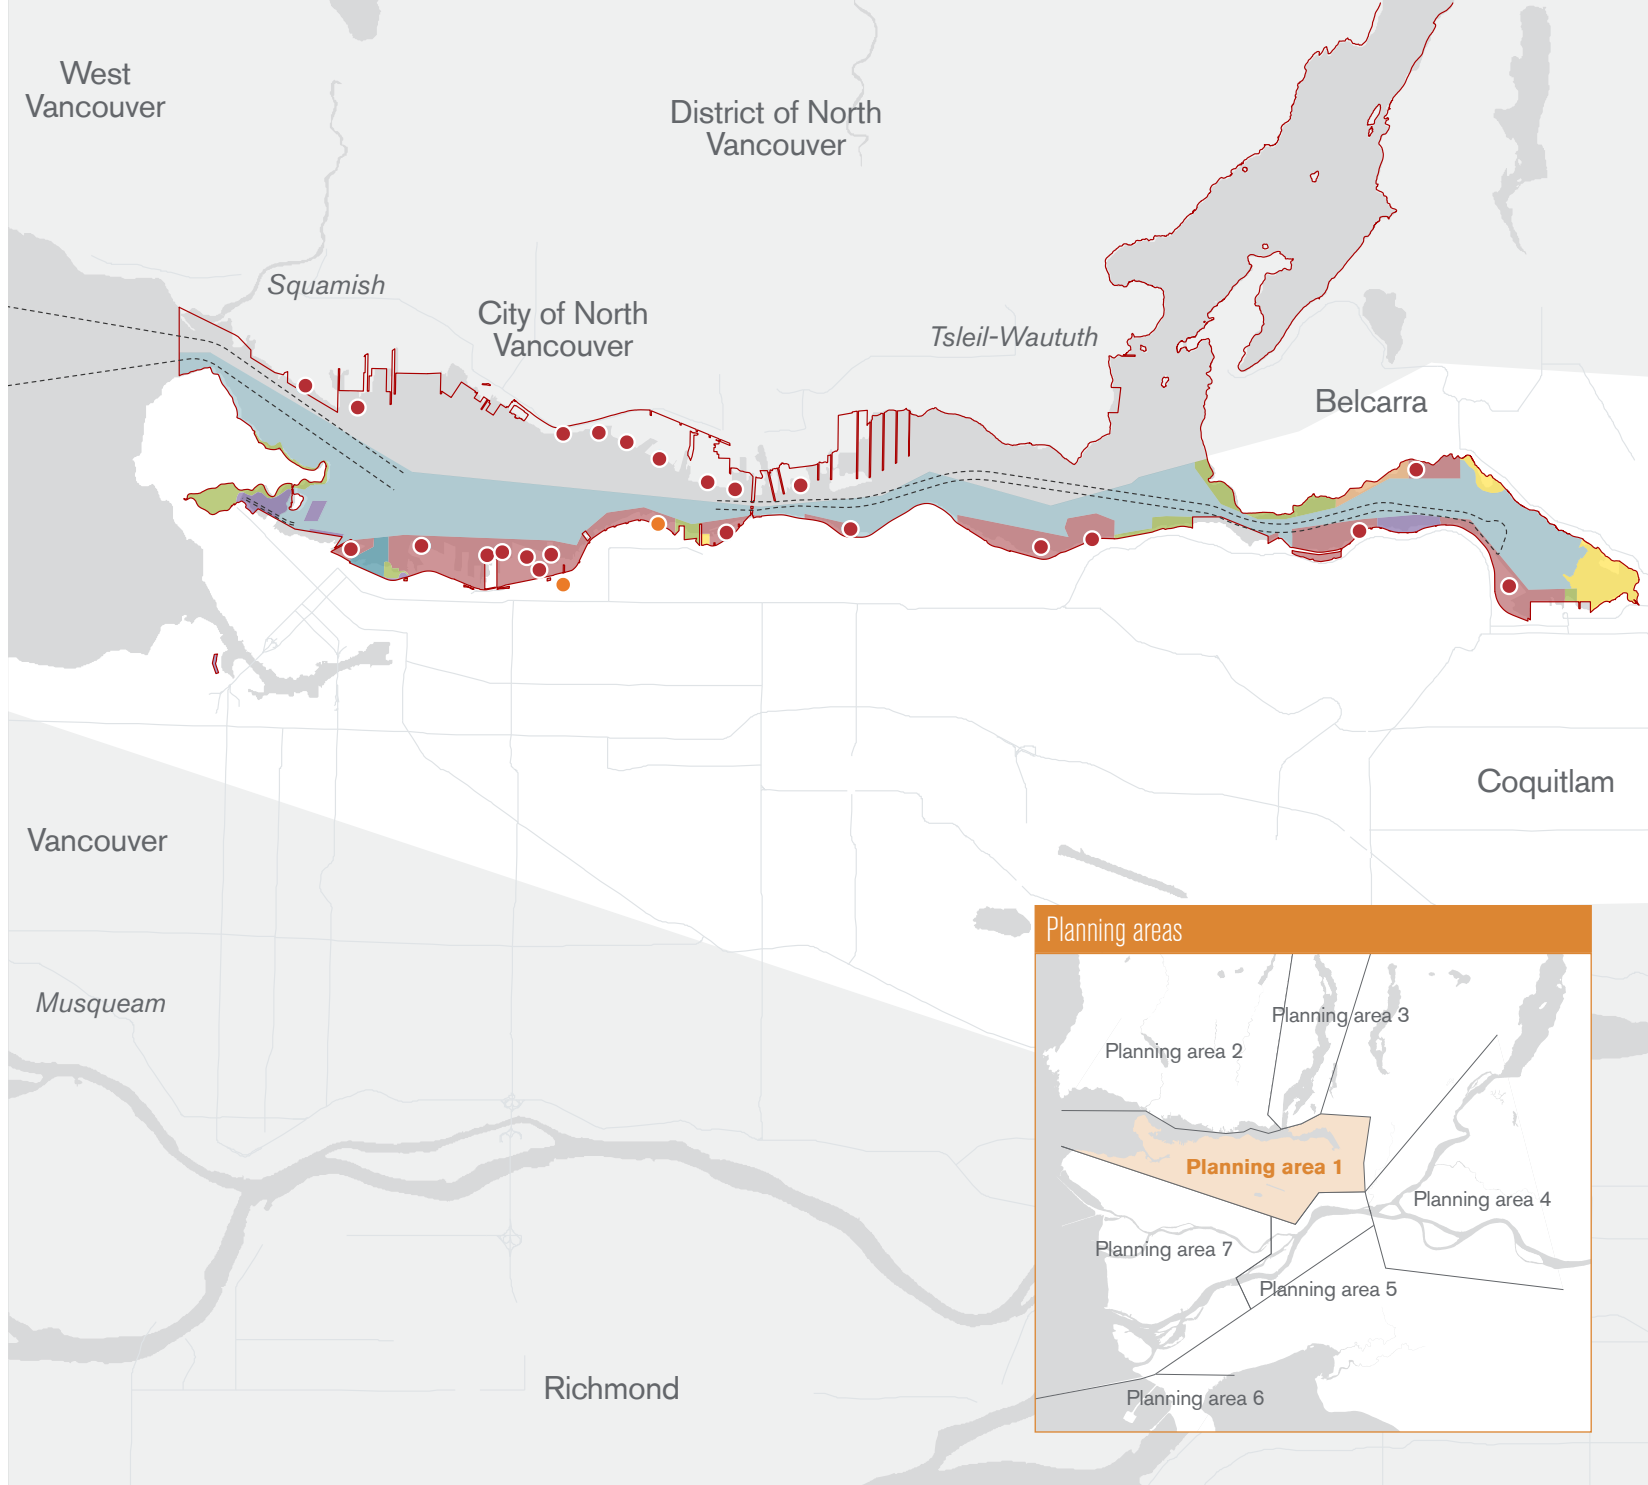 West
Vancouver
District of North
Vancouver
Squamish
City of North
Vancouver
Tsleil-Waututh
Belcarra
Coquitlam
Vancouver
Musqueam
Richmond
Planning areas
Planning area 3
Planning area 2
Planning area 1
Planning area 4
Planning area 7
Planning area 5
Planning area 6